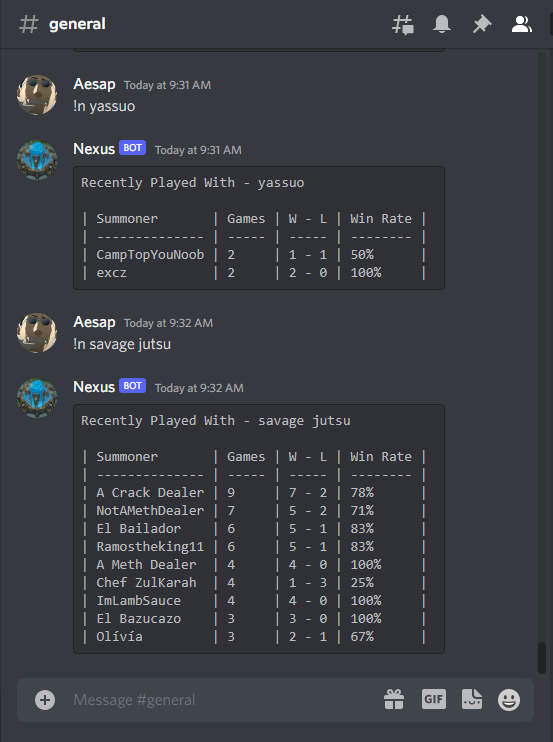 general
Aesap Today at 9:31 AM
!n yassuo
Nexus BOT Today at 9:31 AM
Recently Played With - yassuo
| Summoner | Games | W - L | Win Rate |
| -------------- | ----- | ----- | -------- |
| CampTopYouNoob | 2 | 1 - 1 | 50% |
| excz | 2 | 2 - 0 | 100% |
Aesap Today at 9:32 AM
!n savage jutsu
Nexus BOT Today at 9:32 AM
Recently Played With - savage jutsu
| Summoner | Games | W - L | Win Rate |
| -------------- | ----- | ----- | -------- |
| A Crack Dealer | 9 | 7 - 2 | 78% |
| NotAMethDealer | 7 | 5 - 2 | 71% |
| El Bailador | 6 | 5 - 1 | 83% |
| Ramostheking11 | 6 | 5 - 1 | 83% |
| A Meth Dealer | 4 | 4 - 0 | 100% |
| Chef ZulKarah | 4 | 1 - 3 | 25% |
| ImLambSauce | 4 | 4 - 0 | 100% |
| El Bazucazo | 3 | 3 - 0 | 100% |
| Olívía | 3 | 2 - 1 | 67% |
Message #general
GIF